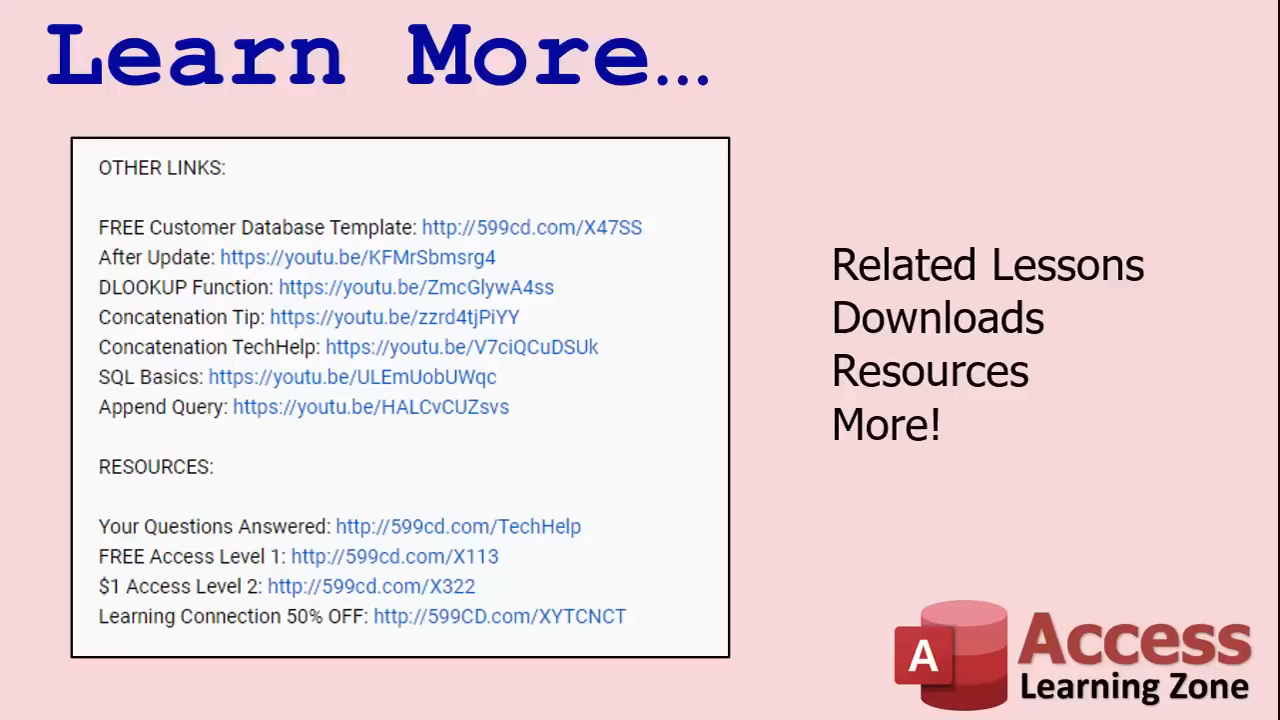 Learn More...
OTHER LINKS:
FREE Customer Database Template: http://599cd.com/X47SS
After Update: https://youtu.be/KFMrSbmsrg4
DLOOKUP Function: https://youtu.be/ZmcGlywA4ss
Concatenation Tip: https://youtu.be/zzrd4tjPiYY
Concatenation TechHelp: https://youtu.be/V7ciQCuDSUk
SQL Basics: https://youtu.be/ULEmUobUWqc
Append Query: https://youtu.be/HALCvCUZsvs
RESOURCES:
Your Questions Answered: http://599cd.com/TechHelp
FREE Access Level 1: http://599cd.com/X113
$1 Access Level 2: http://599cd.com/X322
Learning Connection 50% OFF: http://599CD.com/XYTCNCT
Related Lessons
Downloads
Resources
More!
A
Access
Learning Zone